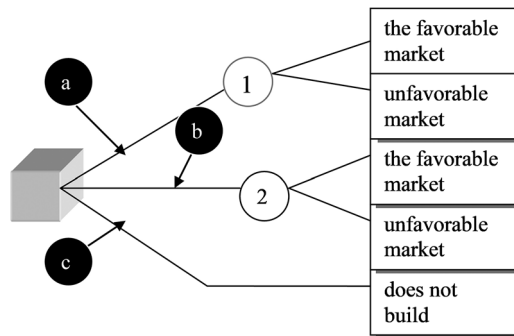 the favorable
market
1
a
unfavorable
market
b
the favorable
market
2
unfavorable
market
c
does not
build